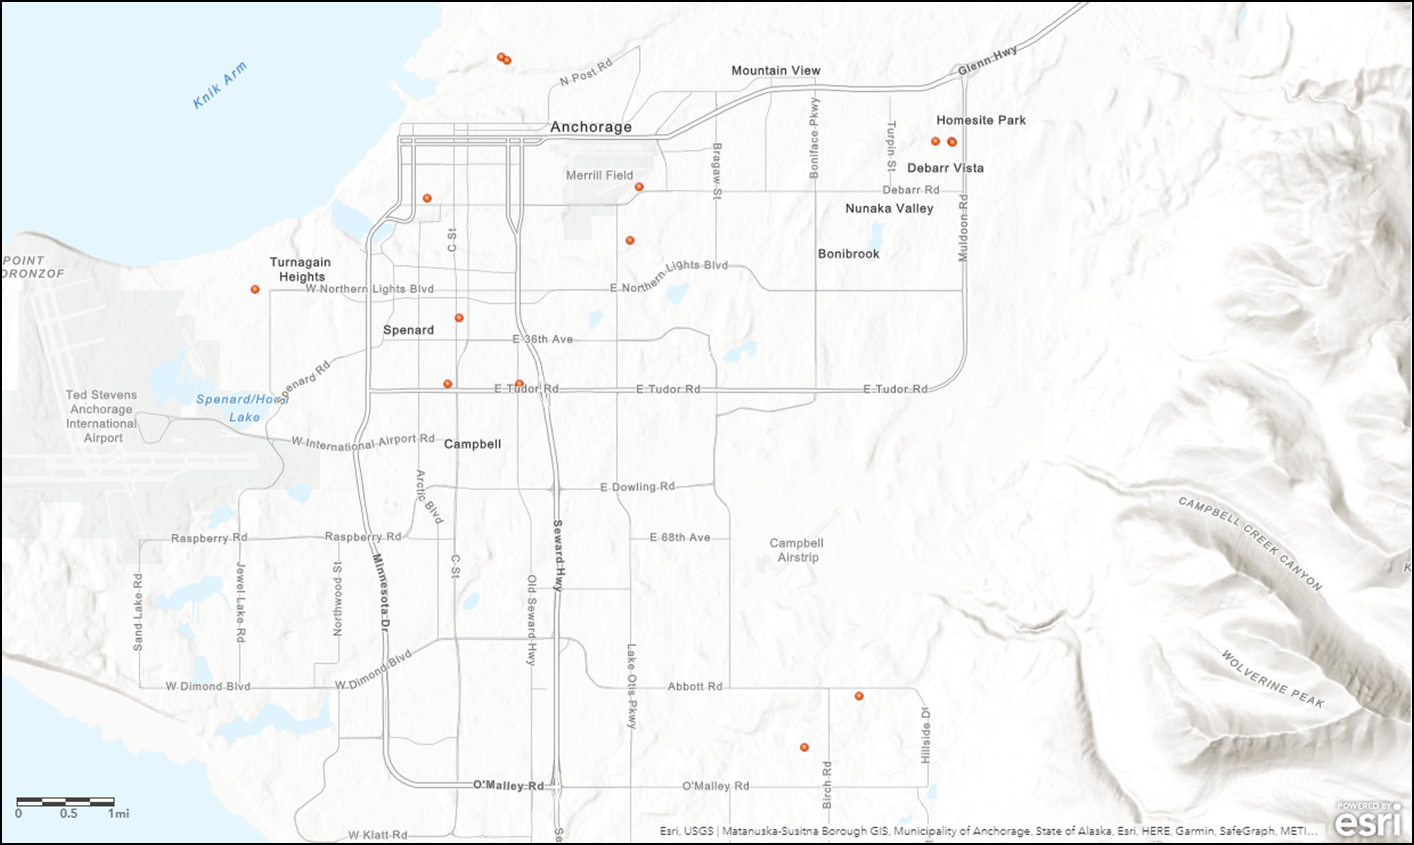 Knik Arm
N Post Rd
Mountain View
Glenn Hwy
Anchorage
Homesite Park
Boniface Pkwy
Turpin St
Bragaw St
Merrill Field
Debarr Vista
Debarr Rd
Nunaka Valley
Muldoon Rd
C St
Bonibrook
POINT
ORONZOF
Turnagain
Heights
W Northern Lights Blvd
E Northern Lights Blvd
Spenard
E 36th Ave
Spenard Rd
E Tudor Rd
E Tudor Rd
E Tudor Rd
Ted Stevens
Anchorage
International
Airport
Spenard/Hood
Lake
W International Airport Rd
Campbell
Arctic Blvd
E Dowling Rd
CAMPBELL CREEK CANYON
Raspberry Rd
Raspberry Rd
Seward Hwy
E 68th Ave
Campbell
Airstrip
K
Sand Lake Rd
Jewel Lake Rd
Northwood St
Minnesota Dr
C St
Old Seward Hwy
Lake Otis Pkwy
WOLVERINE PEAK
W Dimond Blvd
W Dimond Blvd
Abbott Rd
Hillside Dr
Birch Rd
O'Malley Rd
O'Malley Rd
W Klatt Rd
Se
0 0.5 1mi
Esri, USGS | Matanuska-Susitna Borough GIS, Municipality of Anchorage, State of Alaska, Esri, HERE, Garmin, SafeGraph, METI...
POWERED BY
esri